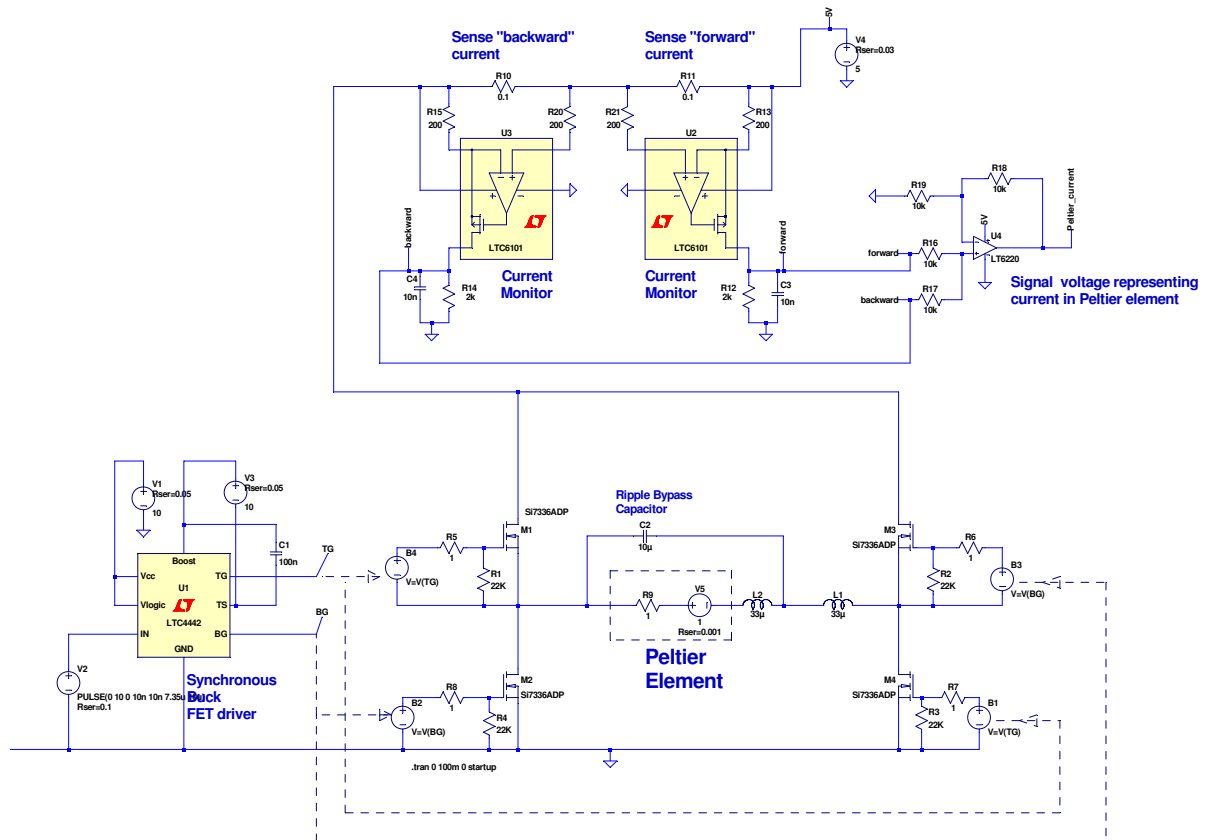 5V
V4
Rser=0.03
5
Sense "backward"
current
Sense "forward"
current
R10
0.1
R11
0.1
R15
200
R20
200
R21
200
R13
200
U3
U2
LTC6101
LTC6101
backward
forward
C4
10n
R14
2k
Current
Monitor
Current
Monitor
R12
2k
C3
10n
R19
10k
R18
10k
5V
U4
LT6220
Peltier_current
forward
R16
10k
backward
R17
10k
Signal voltage representing
current in Peltier element
V1
Rser=0.05
10
V3
Rser=0.05
10
C1
100n
Boost
Vcc
U1
TG
Vlogic
TS
LTC4442
IN
BG
GND
TG
BG
V2
PULSE(0 10 0 10n 10n 7.35u
Rser=0.1
Synchronous
Buck
FET driver
Si7336ADP
M1
R5
1
B4
V=V(TG)
R1
22K
Ripple Bypass
Capacitor
C2
10µ
R9
1
V5
1
Rser=0.001
L2
33µ
L1
33µ
Peltier
Element
M3
Si7336ADP
R6
1
R2
22K
B3
V=V(BG)
M2
Si7336ADP
R8
1
B2
V=V(BG)
R4
22K
M4
Si7336ADP
R7
1
R3
22K
B1
V=V(TG)
.tran 0 100m 0 startup